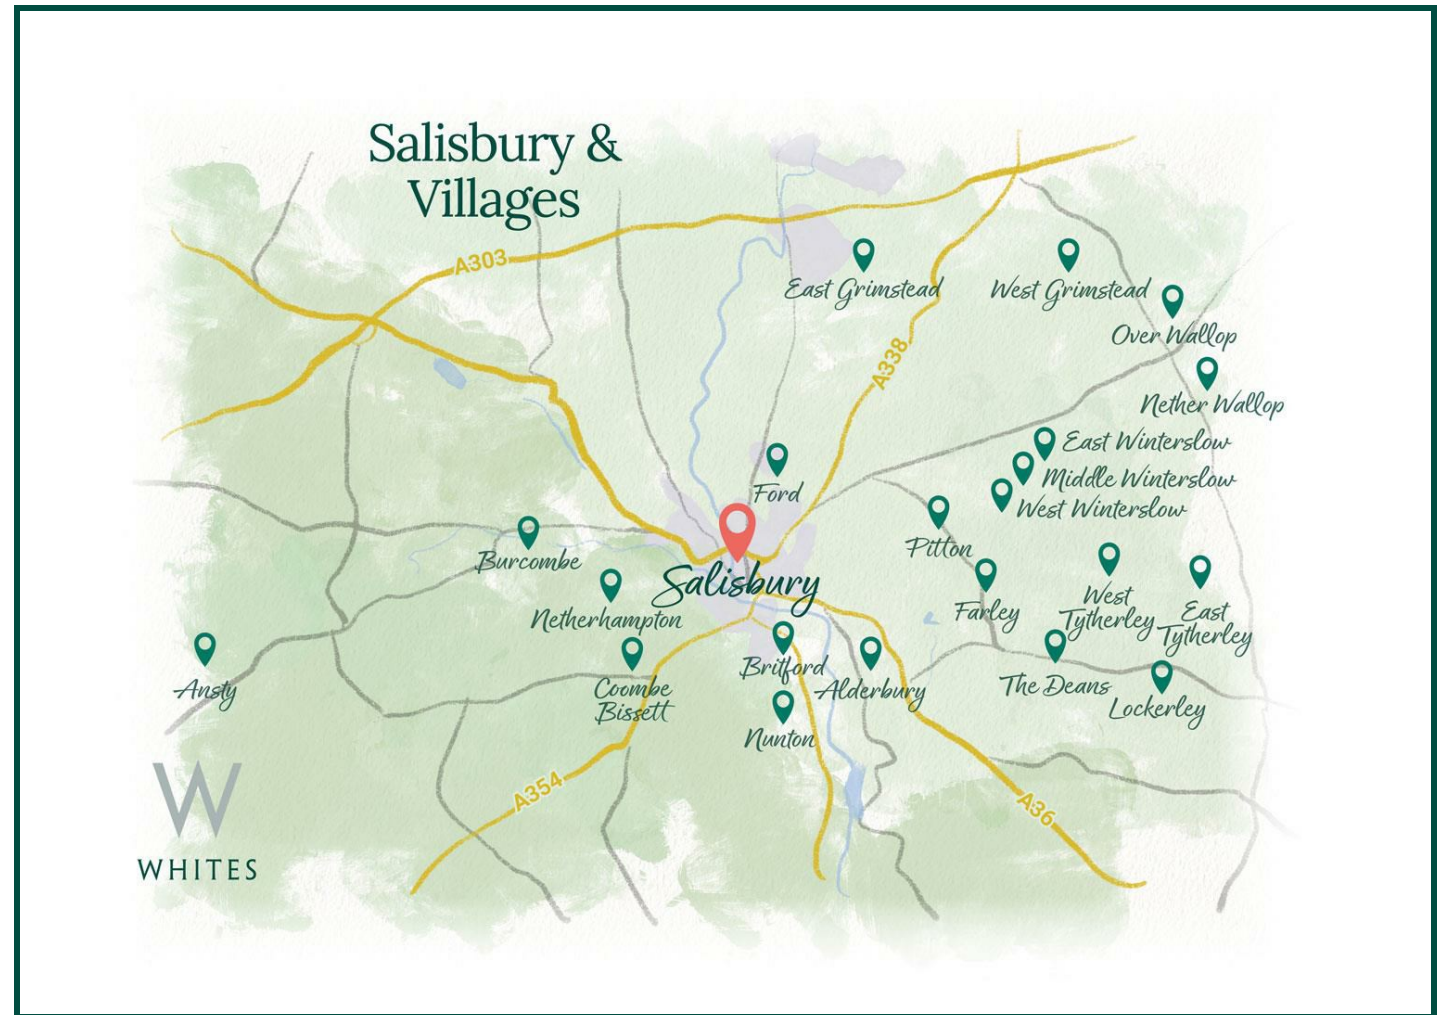 Salisbury &
Villages
A303
East Grimstead
West Grimstead
Over Wallop
A338
Nether Wallop
East Winterslow
Middle Winterslow
West Winterslow
Ford
Pitton
Burcombe
Salisbury
Netherhampton
Farley
West
Tytherley
East
Tytherley
Britford
Ansty
Coombe
Bissett
Alderbury
The Deans
Lockerley
Nunton
A354
A36
W
WHITES